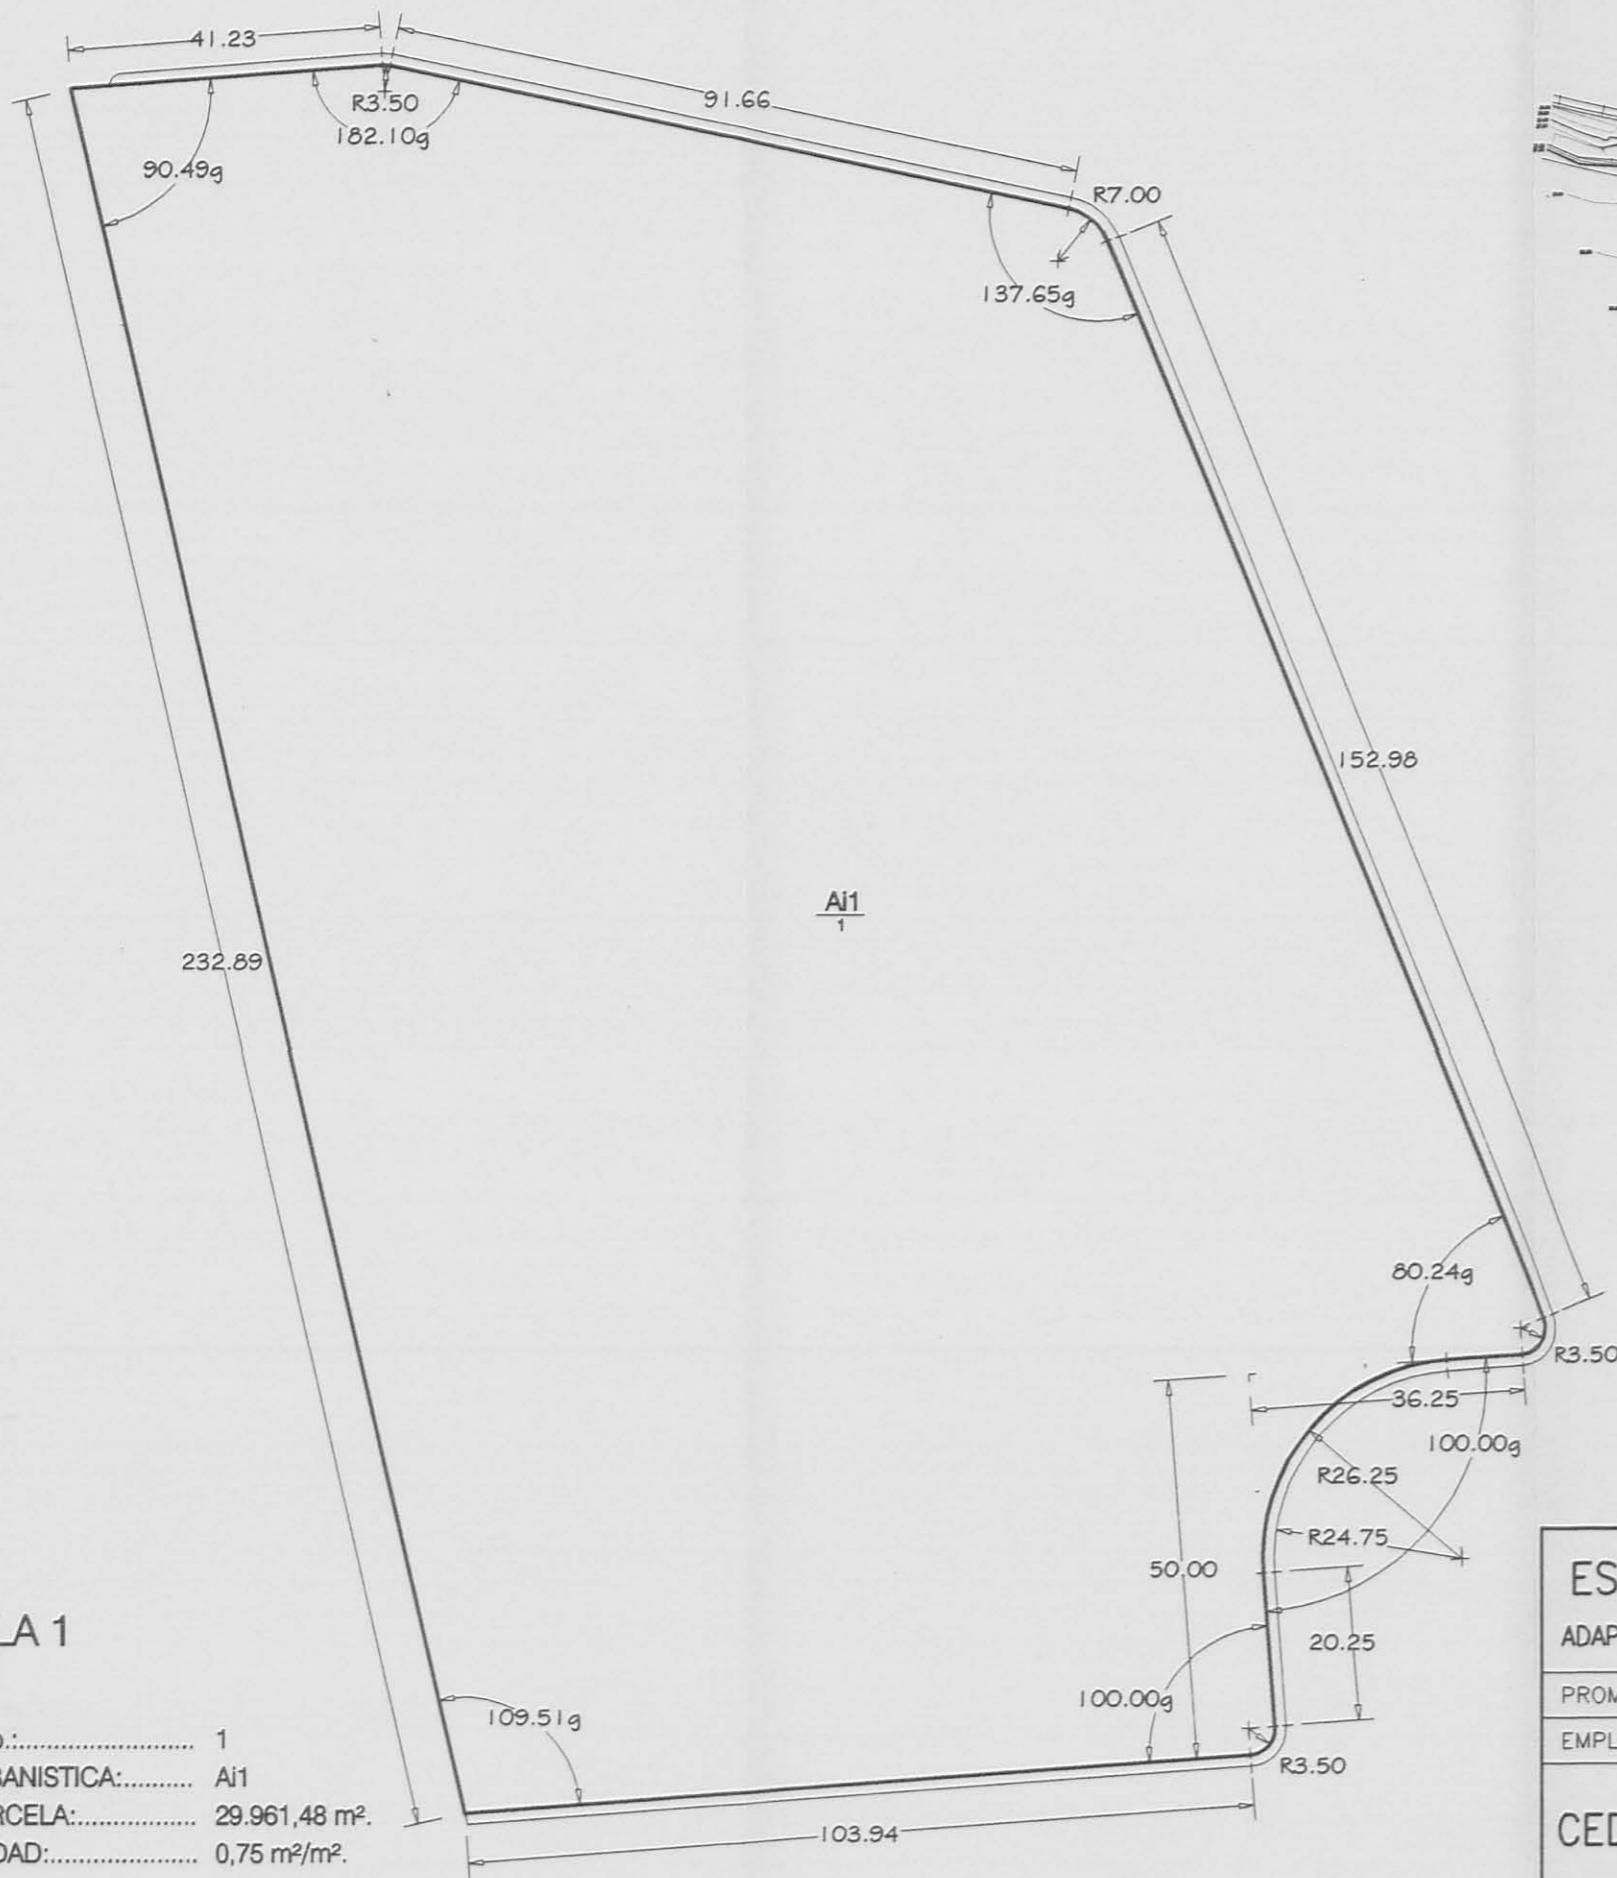 41.23
91.66
R3.50
182.10g
90.49g
R7.00
137.65g
152.98
Ai1
1
232.89
80.24g
R3.50
36.25
100.00g
R26.25
R24.75
50.00
20.25
100.00g
109.51g
R3.50
103.94
LA 1
1
BANISTICA:.......... Ai1
RCELA:.................. 29.961,48 m².
DAD:...................... 0,75 m²/m².
ES
ADAP
PROM
EMPL
CED